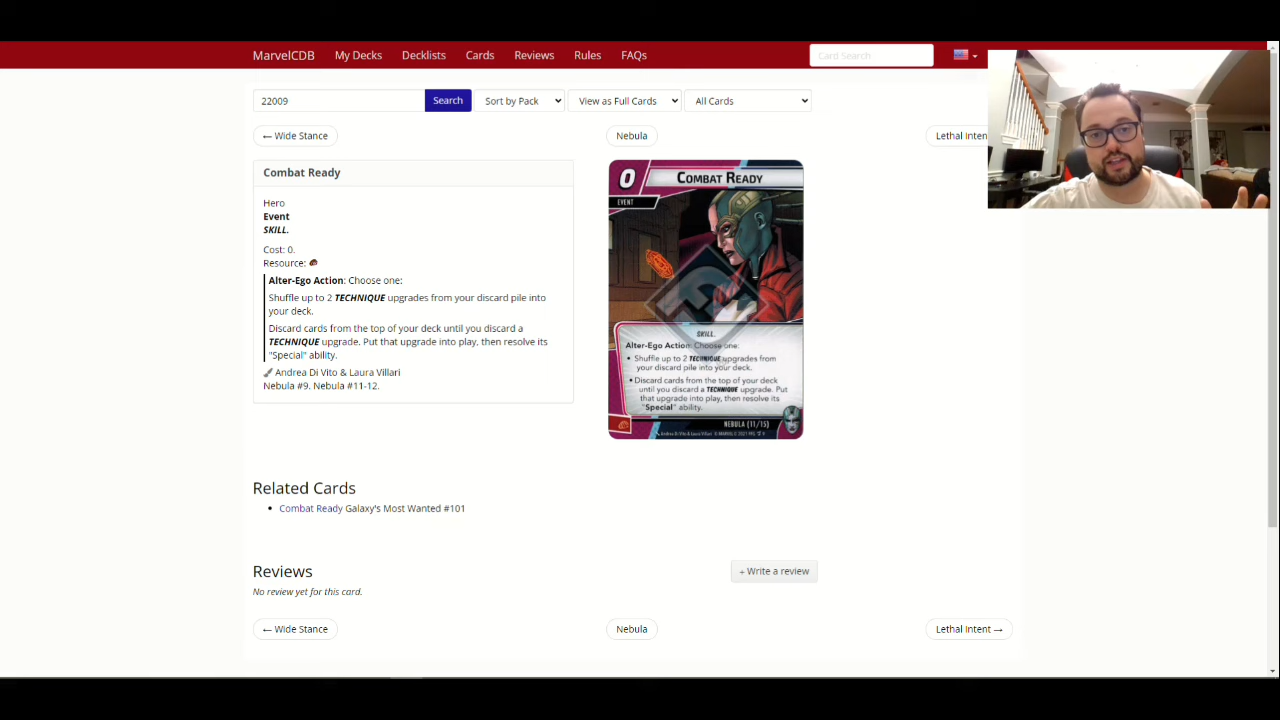 MarvelCDB My Decks Decklists Cards Reviews Rules FAQs Card Search
22009 Search Sort by Pack View as Full Cards All Cards
← Wide Stance Nebula Lethal Inten
Combat Ready
Hero
Event
SKILL.
Cost: 0.
Resource:
Alter-Ego Action: Choose one:
Shuffle up to 2 TECHNIQUE upgrades from your discard pile into
your deck.
Discard cards from the top of your deck until you discard a
TECHNIQUE upgrade. Put that upgrade into play, then resolve its
"Special" ability.
Andrea Di Vito & Laura Villari
Nebula #9. Nebula #11-12.
0 COMBAT READY
EVENT
SKILL.
Alter-Ego Action: Choose one:
• Shuffle up to 2 TECHNIQUE upgrades from
your discard pile into your deck.
• Discard cards from the top of your deck
until you discard a TECHNIQUE upgrade. Put
that upgrade into play, then resolve its
"Special" ability.
NEBULA (11/15)
Related Cards
• Combat Ready Galaxy's Most Wanted #101
Reviews
+ Write a review
No review yet for this card.
← Wide Stance Nebula Lethal Intent →